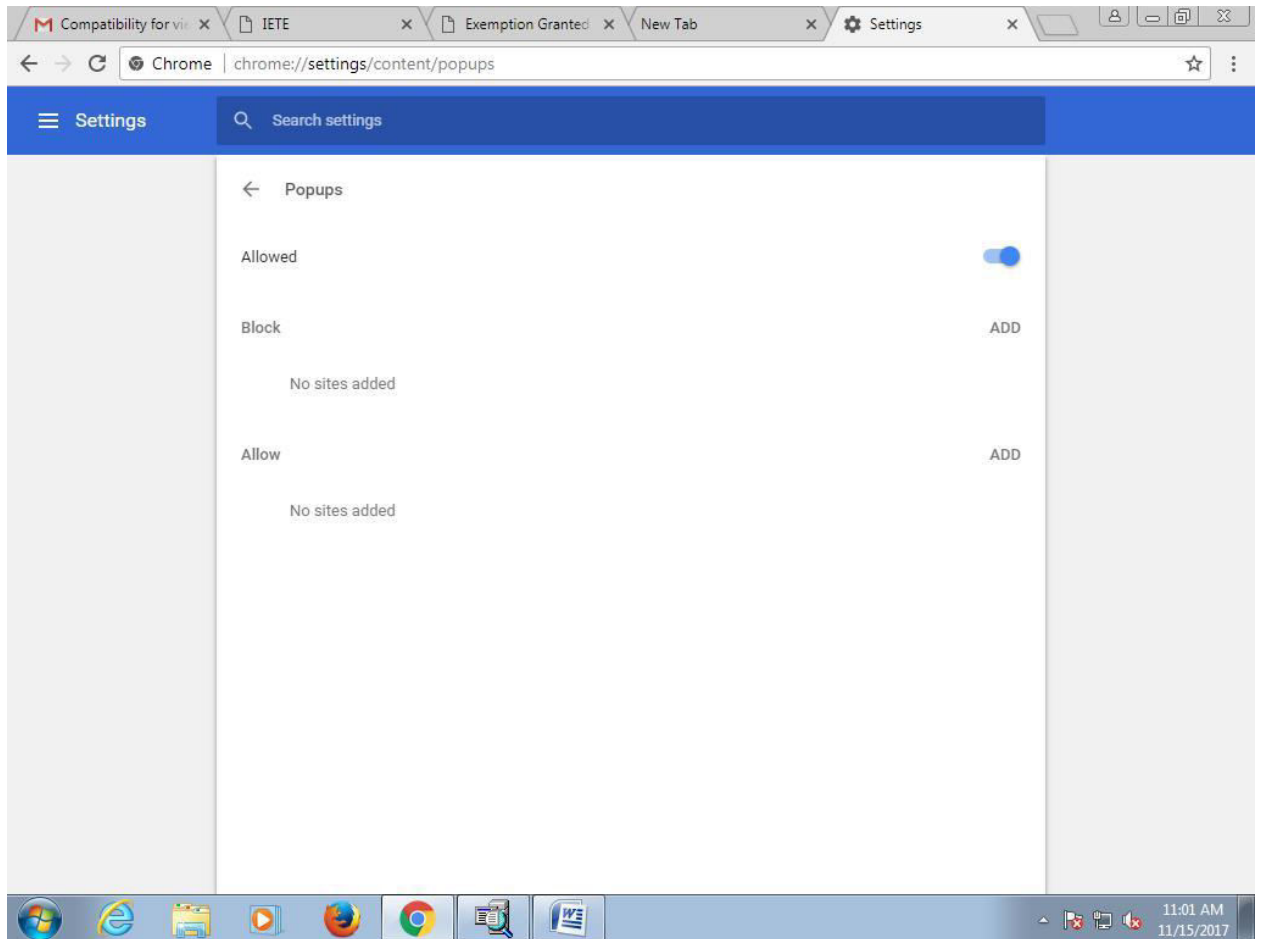 Compatibility for vie
IETE
Exemption Granted
New Tab
Settings
Chrome | chrome://settings/content/popups
Settings
Search settings
Popups
Allowed
Block ADD
No sites added
Allow ADD
No sites added
11:01 AM
11/15/2017